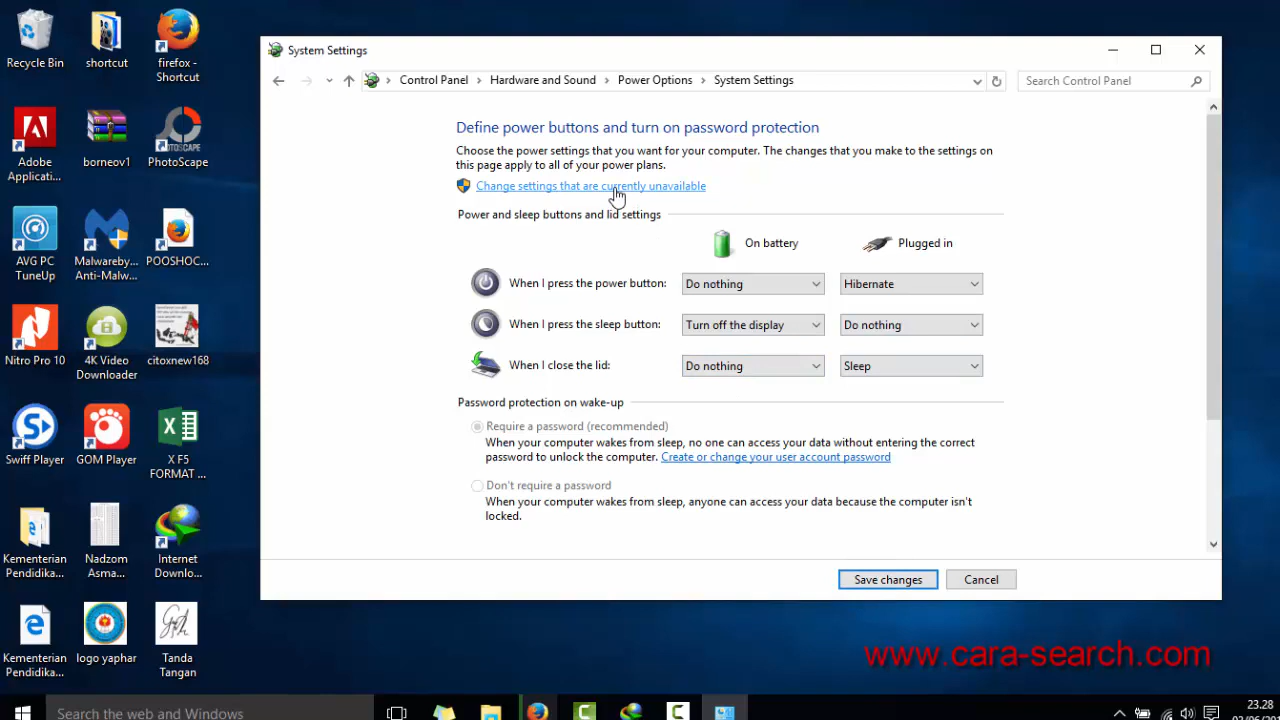 Recycle Bin
shortcut
firefox -
Shortcut
Adobe
Applicati...
borneov1
PhotoScape
AVG PC
TuneUp
Malwareby...
Anti-Malw...
POOSHOC...
Nitro Pro 10
4K Video
Downloader
citoxnew168
Swiff Player
GOM Player
X F5
FORMAT ...
Kementerian
Pendidika...
Nadzom
Asma...
Internet
Downlo...
Kementerian
Pendidika...
logo yaphar
Tanda
Tangan
System Settings
Control Panel > Hardware and Sound > Power Options > System Settings
Search Control Panel
Define power buttons and turn on password protection
Choose the power settings that you want for your computer. The changes that you make to the settings on
this page apply to all of your power plans.
Change settings that are currently unavailable
Power and sleep buttons and lid settings
On battery
Plugged in
When I press the power button:
Do nothing
Hibernate
When I press the sleep button:
Turn off the display
Do nothing
When I close the lid:
Do nothing
Sleep
Password protection on wake-up
Require a password (recommended)
When your computer wakes from sleep, no one can access your data without entering the correct
password to unlock the computer. Create or change your user account password
Don't require a password
When your computer wakes from sleep, anyone can access your data because the computer isn't
locked.
Save changes
Cancel
www.cara-search.com
Search the web and Windows
23.28